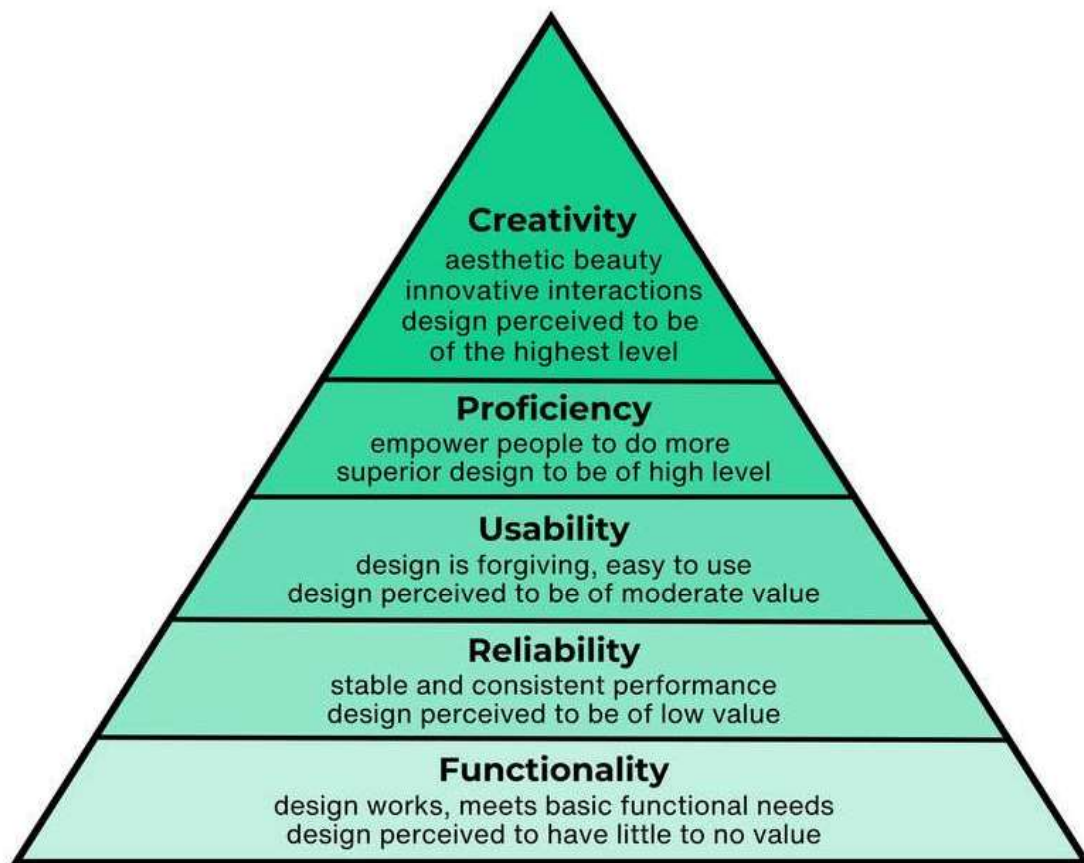 Creativity
aesthetic beauty
innovative interactions
design perceived to be
of the highest level
Proficiency
empower people to do more
superior design to be of high level
Usability
design is forgiving, easy to use
design perceived to be of moderate value
Reliability
stable and consistent performance
design perceived to be of low value
Functionality
design works, meets basic functional needs
design perceived to have little to no value